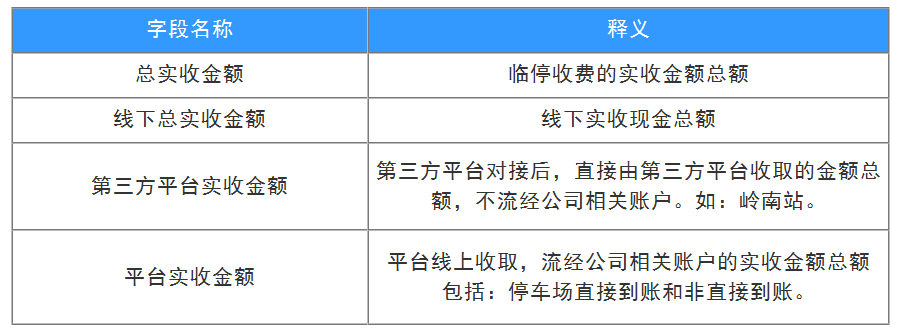 字段名称 释义
总实收金额 临停收费的实收金额总额
线下总实收金额 线下实收现金总额
第三方平台实收金额
第三方平台对接后，直接由第三方平台收取的金额总
额，不流经公司相关账户。如：岭南站。
平台实收金额
平台线上收取，流经公司相关账户的实收金额总额
包括：停车场直接到账和非直接到账。